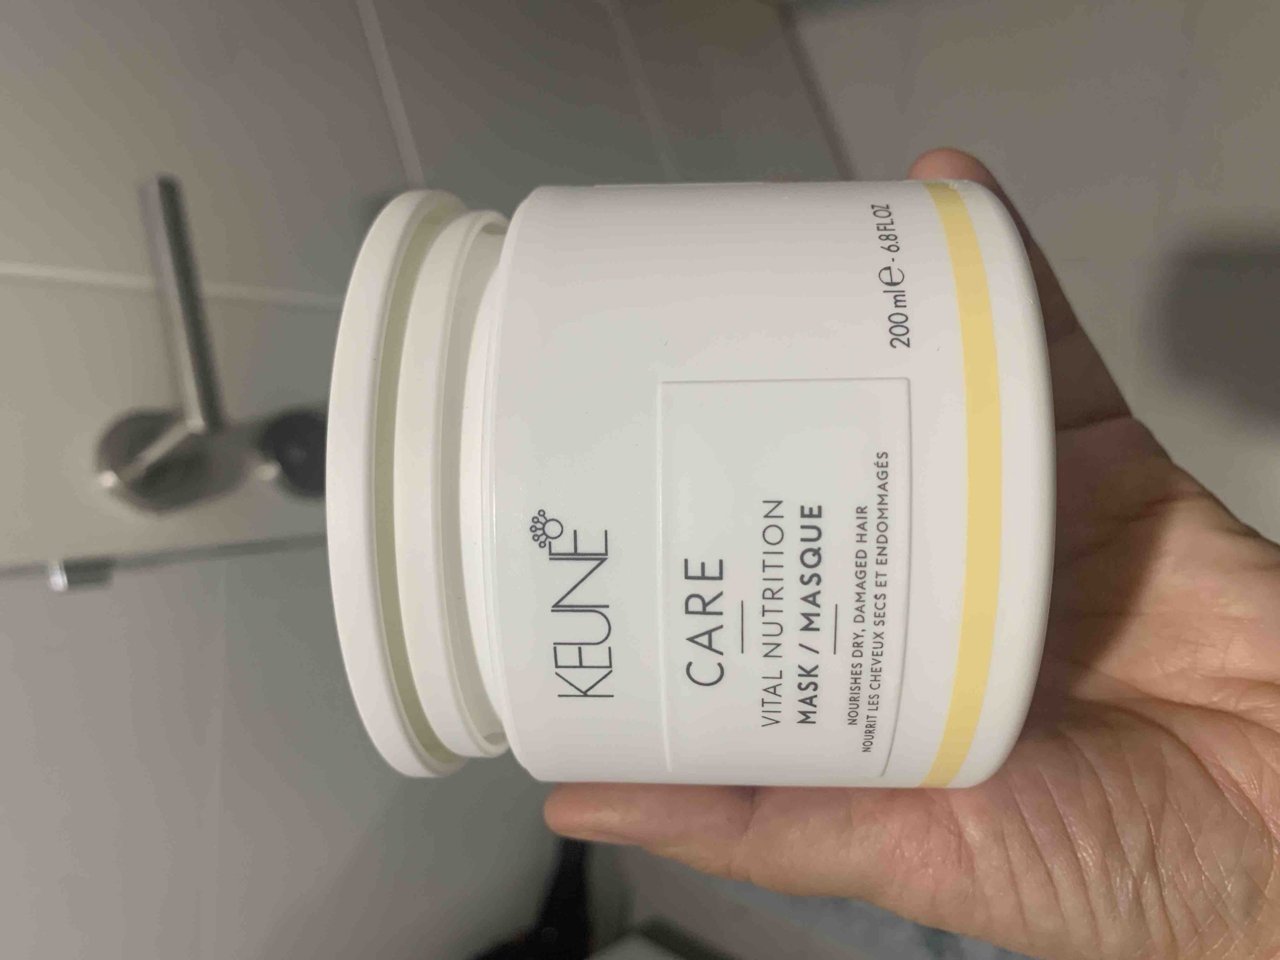 KEUNE
CARE
VITAL NUTRITION
MASK / MASQUE
NOURISHES DRY, DAMAGED HAIR
NOURRIT LES CHEVEUX SECS ET ENDOMMAGÉS
200 ml ℮ - 6.8 FL OZ